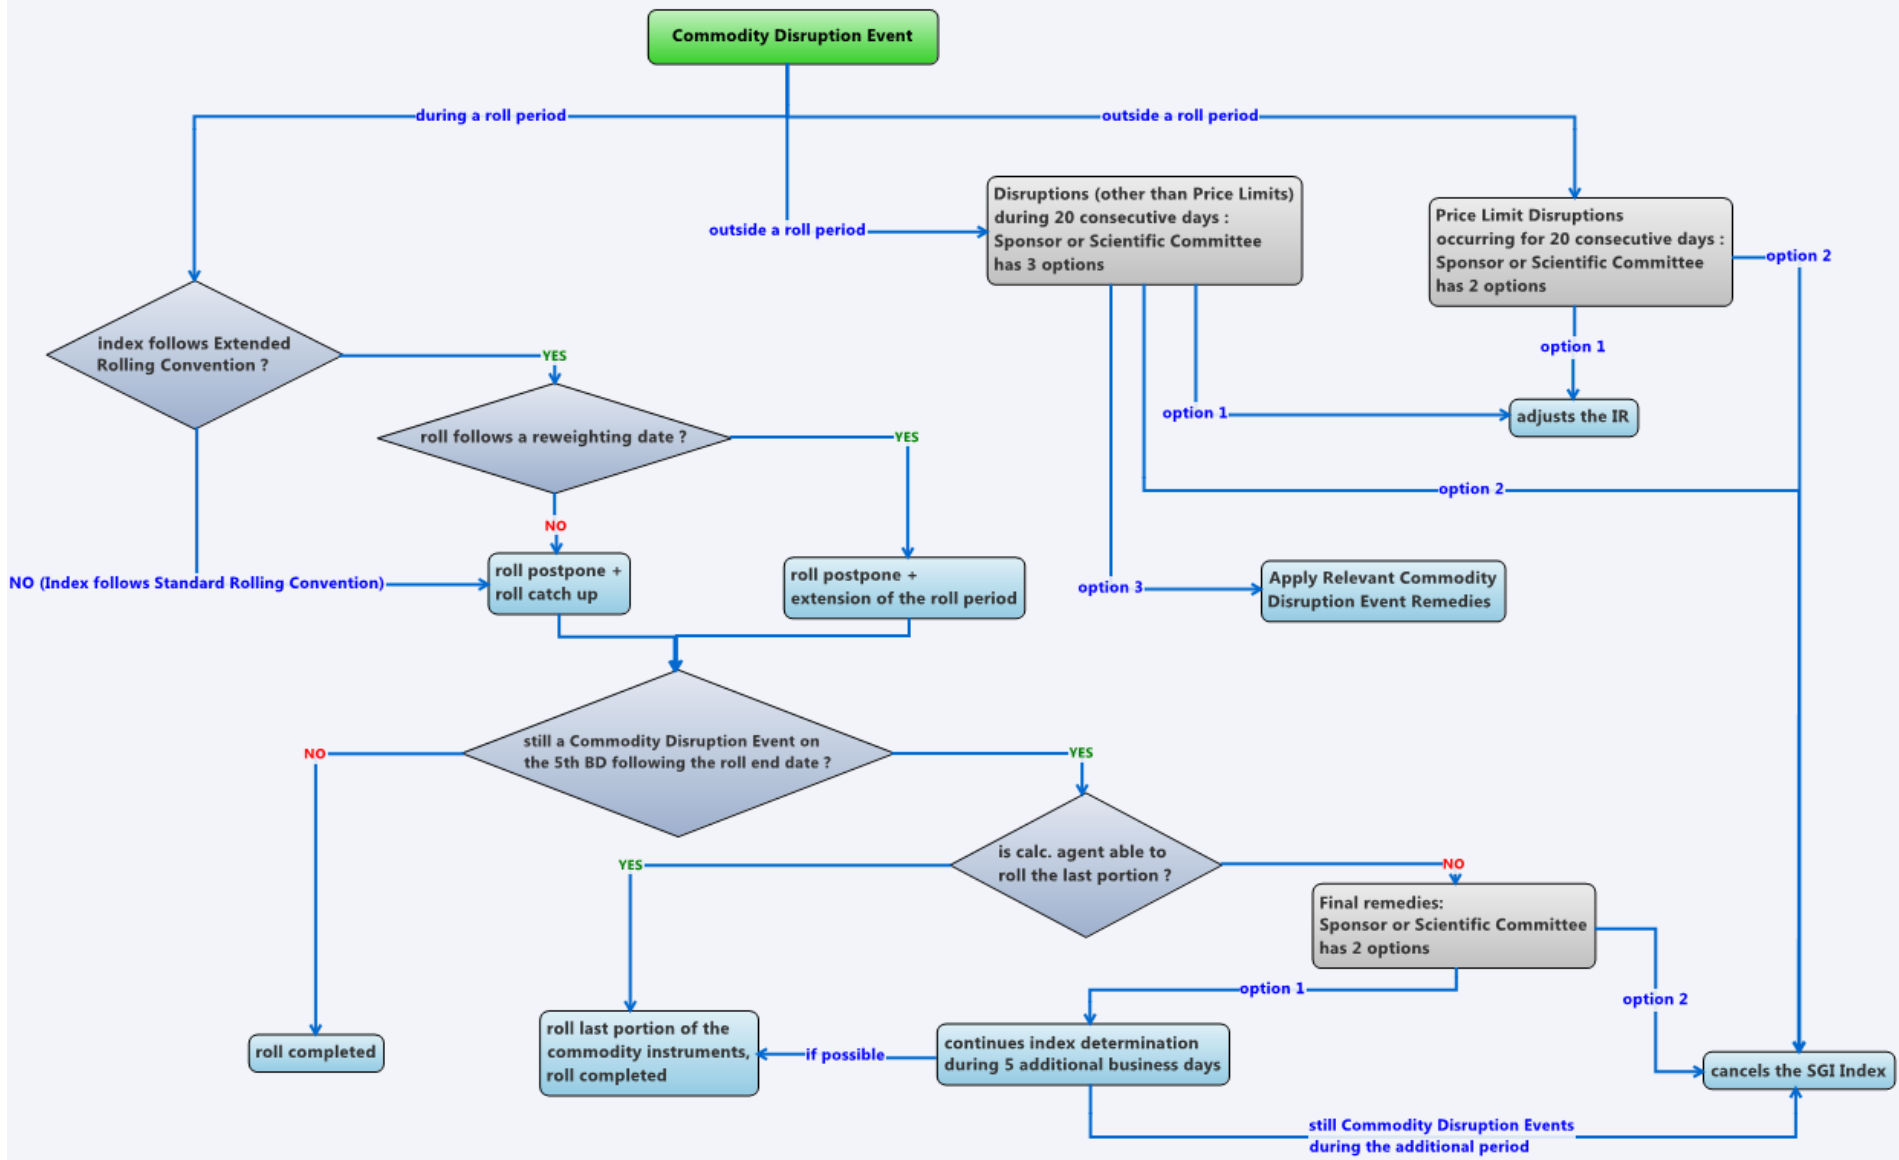 Commodity Disruption Event
during a roll period
outside a roll period
Disruptions (other than Price Limits)
during 20 consecutive days :
Sponsor or Scientific Committee
has 3 options
Price Limit Disruptions
occurring for 20 consecutive days :
Sponsor or Scientific Committee
has 2 options
outside a roll period
option 2
index follows Extended
Rolling Convention ?
YES
option 1
roll follows a reweighting date ?
YES
option 1
adjusts the IR
option 2
NO
NO (Index follows Standard Rolling Convention)
roll postpone +
roll catch up
roll postpone +
extension of the roll period
option 3
Apply Relevant Commodity
Disruption Event Remedies
still a Commodity Disruption Event on
the 5th BD following the roll end date ?
NO
YES
is calc. agent able to
roll the last portion ?
YES
NO
Final remedies:
Sponsor or Scientific Committee
has 2 options
option 1
option 2
roll completed
roll last portion of the
commodity instruments,
roll completed
if possible
continues index determination
during 5 additional business days
cancels the SGI Index
still Commodity Disruption Events
during the additional period